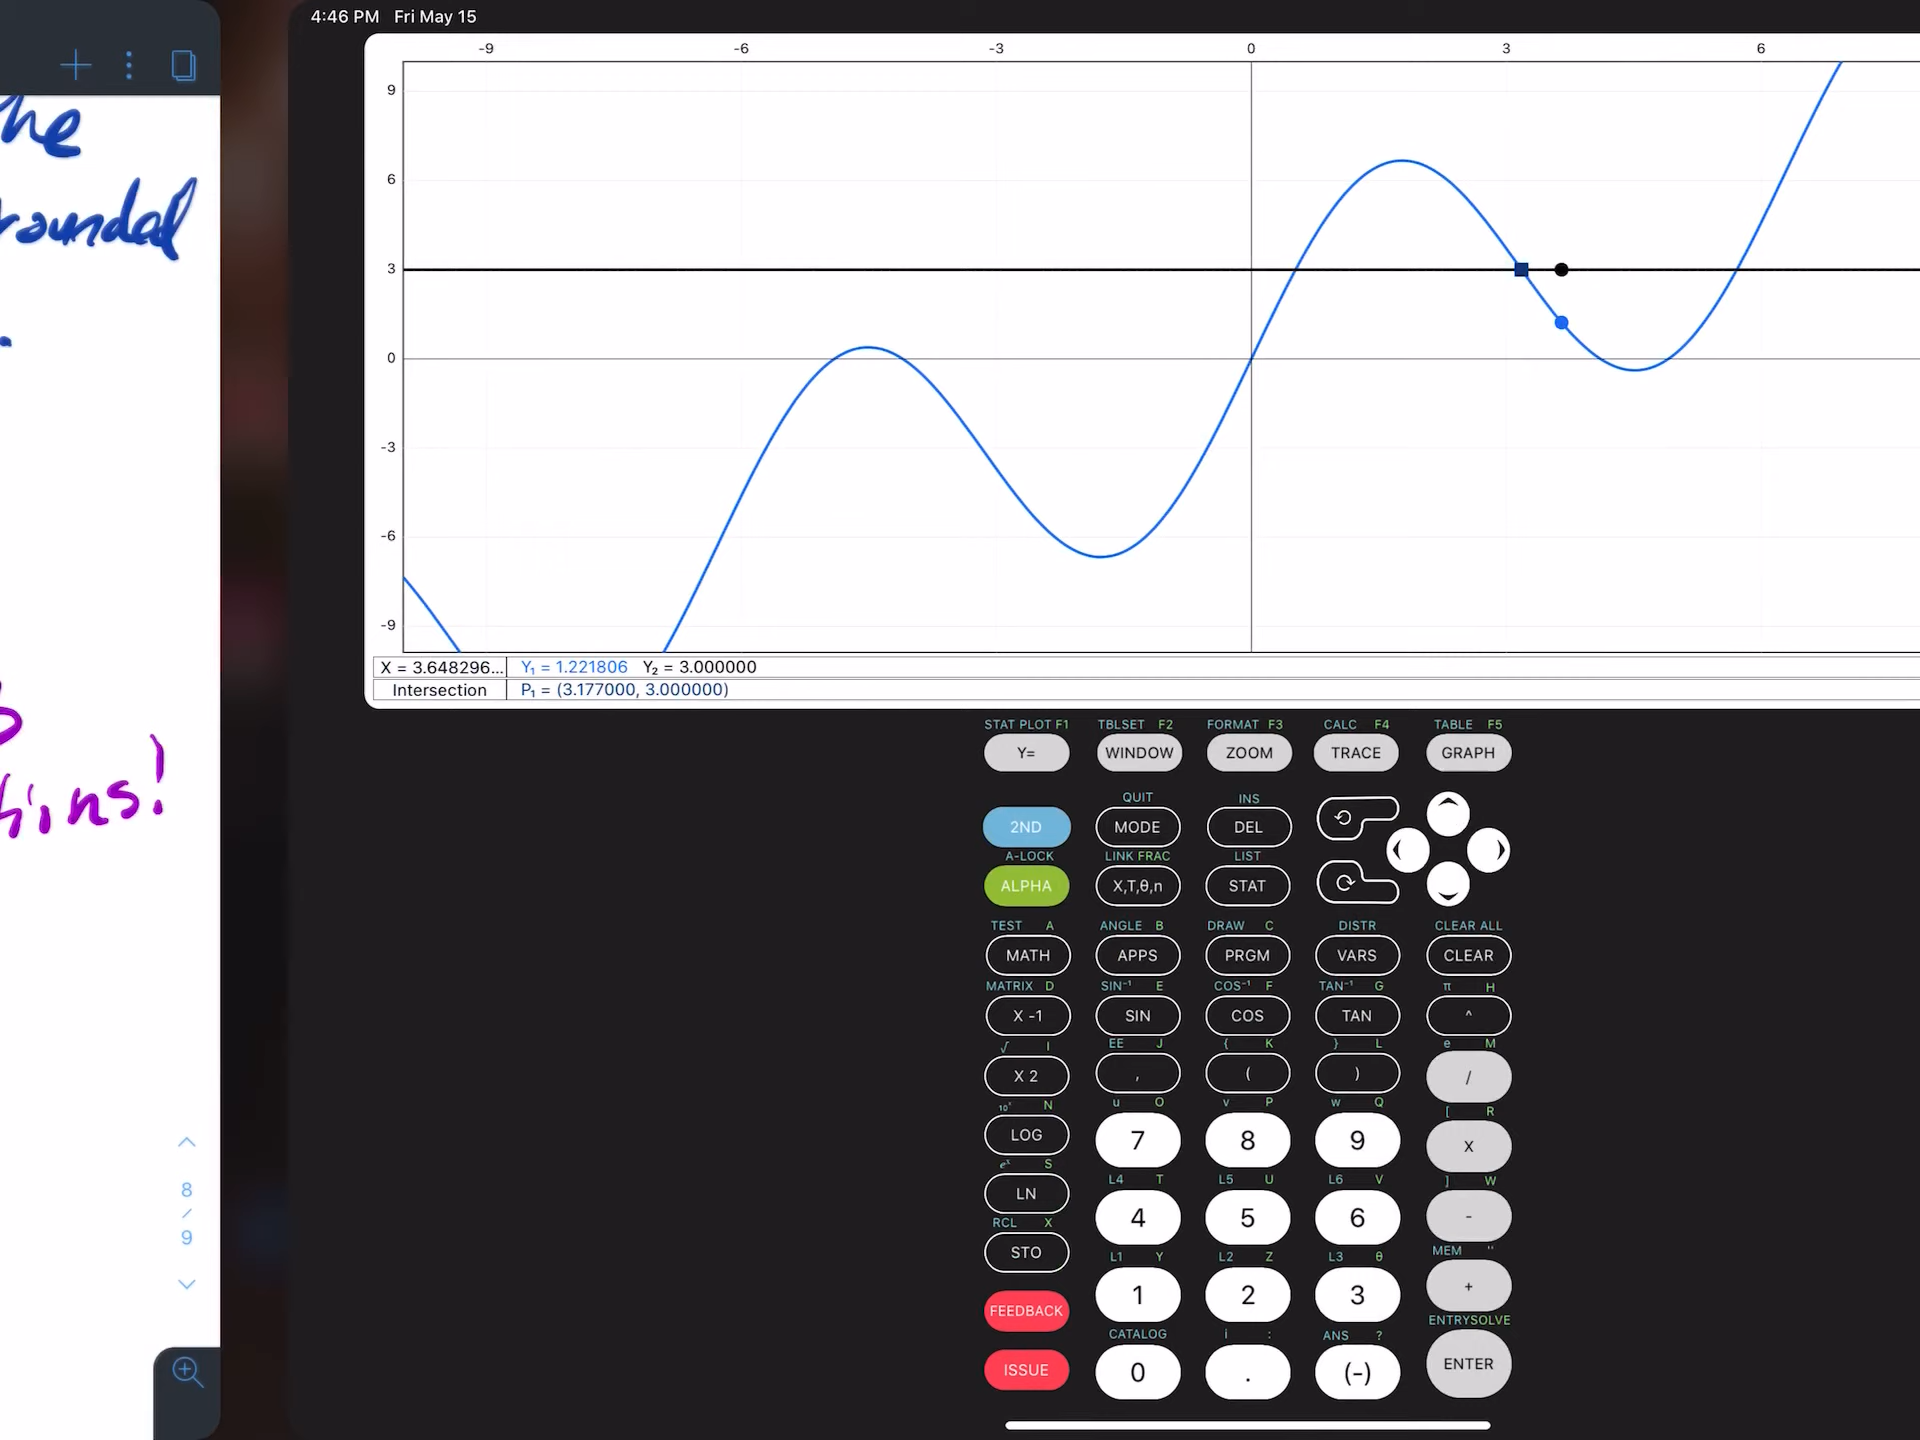 4:46 PM Fri May 15
he
.
!
-9 -6 -3 0 3 6
9
6
3
0
-3
-6
-9
X = 3.648296... Y₁ = 1.221806 Y₂ = 3.000000
Intersection P₁ = (3.177000, 3.000000)
STAT PLOT F1 TBLSET F2 FORMAT F3 CALC F4 TABLE F5
Y= WINDOW ZOOM TRACE GRAPH
QUIT INS
2ND MODE DEL
A-LOCK LINK FRAC LIST
ALPHA X,T,θ,n STAT
TEST A ANGLE B DRAW C DISTR CLEAR ALL
MATH APPS PRGM VARS CLEAR
MATRIX D SIN⁻¹ E COS⁻¹ F TAN⁻¹ G π H
X -1 SIN COS TAN ^
√ I EE J { K } L e M
X 2 , ( ) /
10ˣ N u O v P w Q [ R
LOG 7 8 9 X
eˣ S L4 T L5 U L6 V ] W
LN 4 5 6 -
RCL X L1 Y L2 Z L3 θ MEM "
STO 1 2 3 +
CATALOG i : ANS ? ENTRYSOLVE
FEEDBACK
ISSUE 0 . (-) ENTER
8
/
9